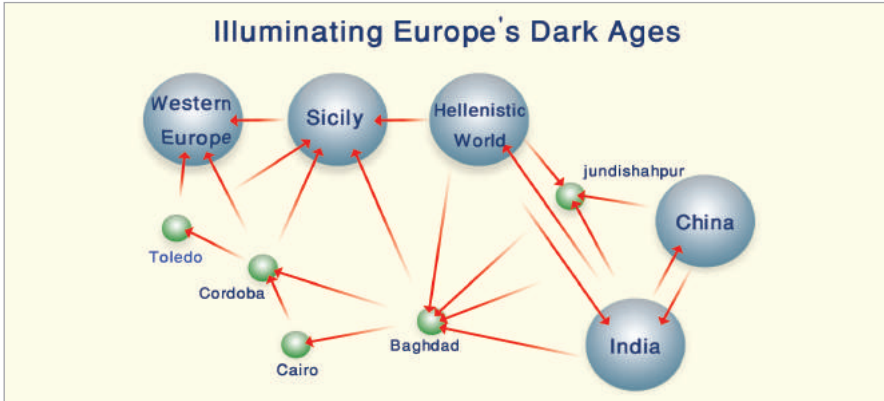 Illuminating Europe's Dark Ages
Western
Europe
Sicily
Hellenistic
World
jundishahpur
China
Toledo
Cordoba
Baghdad
India
Cairo